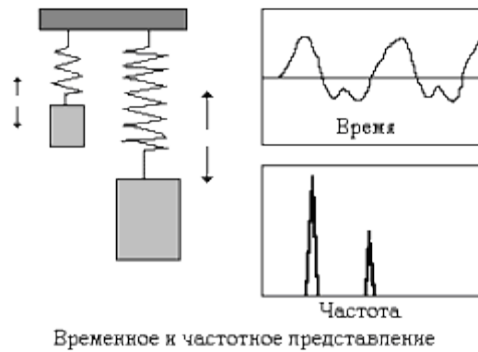 Время
Частота
Временное и частотное представление